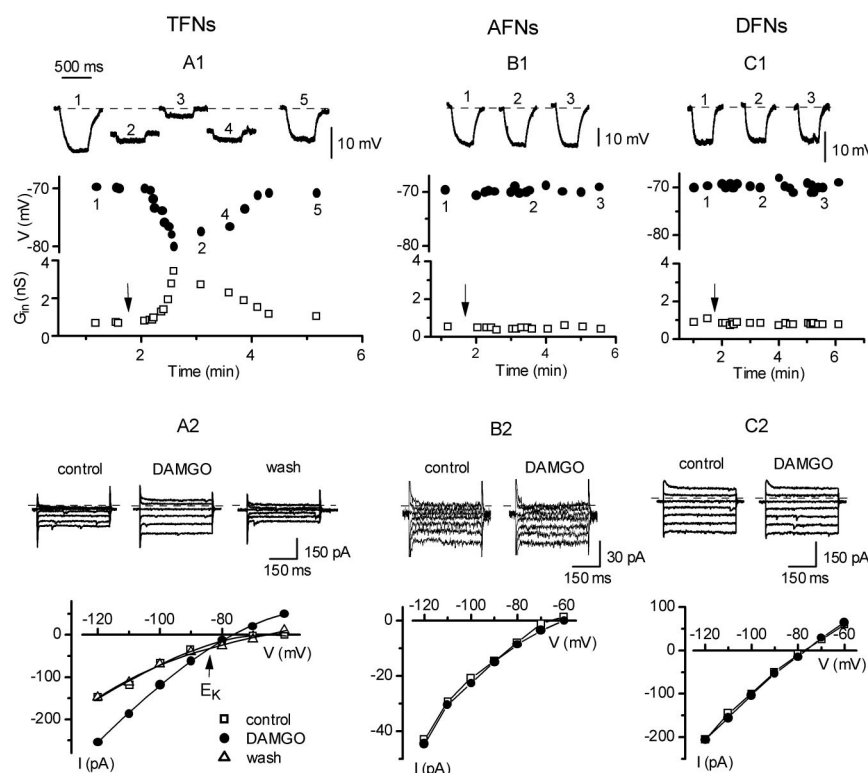 TFNs AFNs DFNs
A1 B1 C1
500 ms
1 2 3 4 5
10 mV
1 2 3
10 mV
1 2 3
10 mV
V (mV)
-70
-80
1 2 4 5
1 2 3
-70
-80
1 2 3
-70
-80
G_in (nS)
4
2
0
4
2
0
4
2
0
2 4 6
Time (min)
2 4 6
Time (min)
2 4 6
Time (min)
A2 B2 C2
control DAMGO wash
150 pA
150 ms
control DAMGO
30 pA
150 ms
control DAMGO
150 pA
150 ms
-120 -100 -80
V (mV)
0
-100
-200
E_K
I (pA)
control
DAMGO
wash
-120 -100 -80 -60
V (mV)
0
-20
-40
I (pA)
100
0
-100
-200
-120 -100 -80 -60
V (mV)
I (pA)